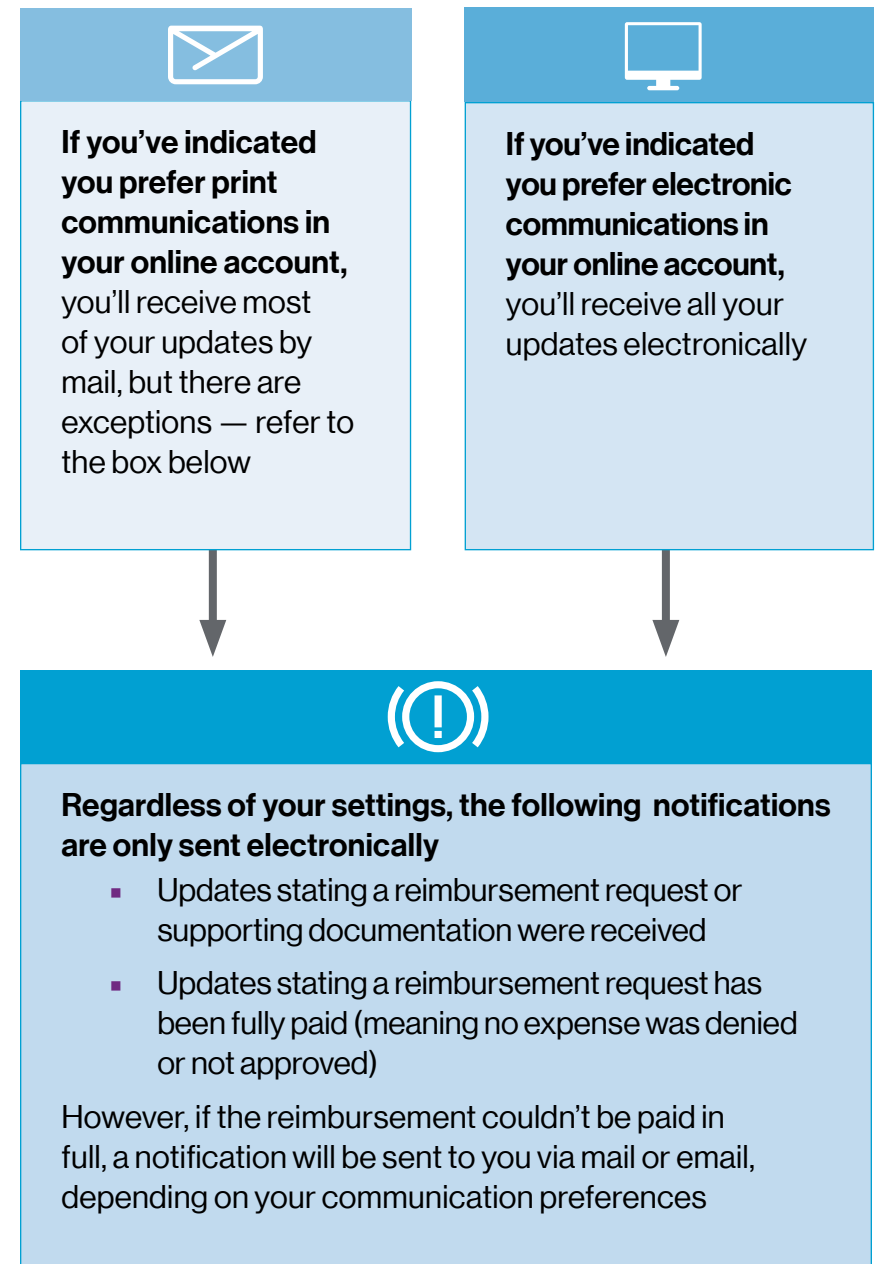 If you’ve indicated
you prefer print
communications in
your online account,
you’ll receive most
of your updates by
mail, but there are
exceptions — refer to
the box below
If you’ve indicated
you prefer electronic
communications in
your online account,
you’ll receive all your
updates electronically
Regardless of your settings, the following notifications
are only sent electronically
▪ Updates stating a reimbursement request or
supporting documentation were received
▪ Updates stating a reimbursement request has
been fully paid (meaning no expense was denied
or not approved)
However, if the reimbursement couldn’t be paid in
full, a notification will be sent to you via mail or email,
depending on your communication preferences